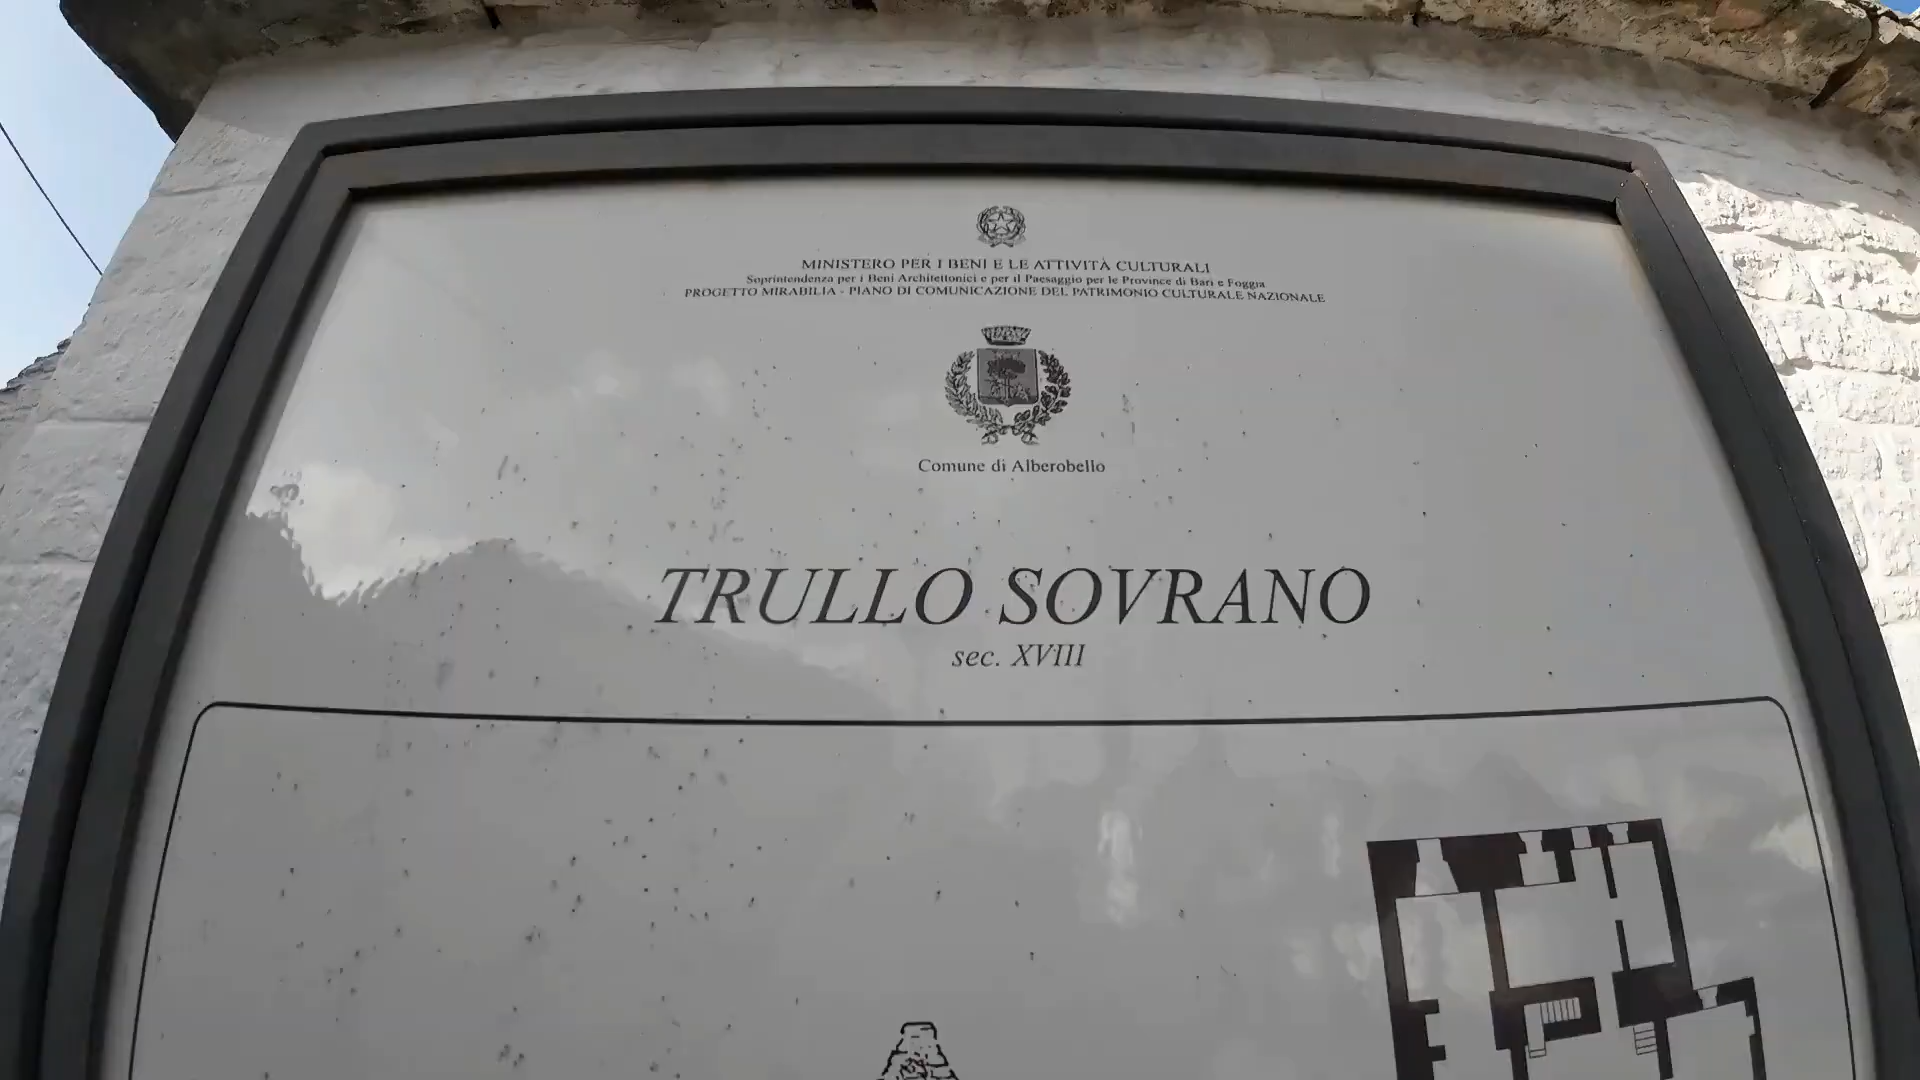 MINISTERO PER I BENI E LE ATTIVITÀ CULTURALI
Soprintendenza per i Beni Architettonici e per il Paesaggio per le Province di Bari e Foggia
PROGETTO MIRABILIA - PIANO DI COMUNICAZIONE DEL PATRIMONIO CULTURALE NAZIONALE
Comune di Alberobello
TRULLO SOVRANO
sec. XVIII